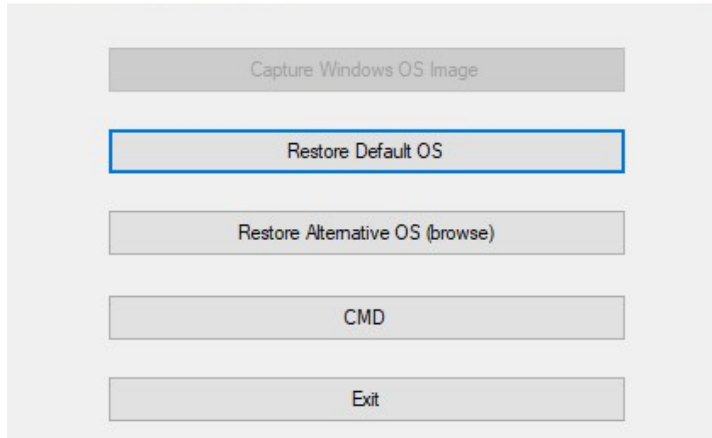 Capture Windows OS Image
Restore Default OS
Restore Alternative OS (browse)
CMD
Exit